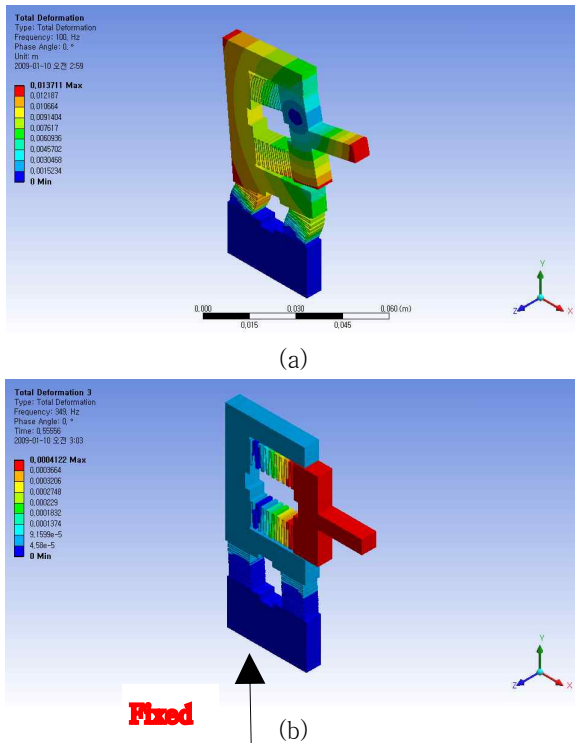 Total Deformation
Type: Total Deformation
Frequency: 100, Hz
Phase Angle: 0, °
Unit: m
2009-01-10 오전 2:59
0,013711 Max
0,012187
0,010664
0,0091404
0,007617
0,0060936
0,0045702
0,0030468
0,0015234
0 Min
Y
Z
X
0,000
0,030
0,060 (m)
0,015
0,045
(a)
Total Deformation 3
Type: Total Deformation
Frequency: 349, Hz
Phase Angle: 0, °
Time: 0,55556
2009-01-10 오전 3:03
0,0004122 Max
0,0003664
0,0003206
0,0002748
0,000229
0,0001832
0,0001374
9,1599e-5
4,58e-5
0 Min
Y
Z
X
Fixed
(b)